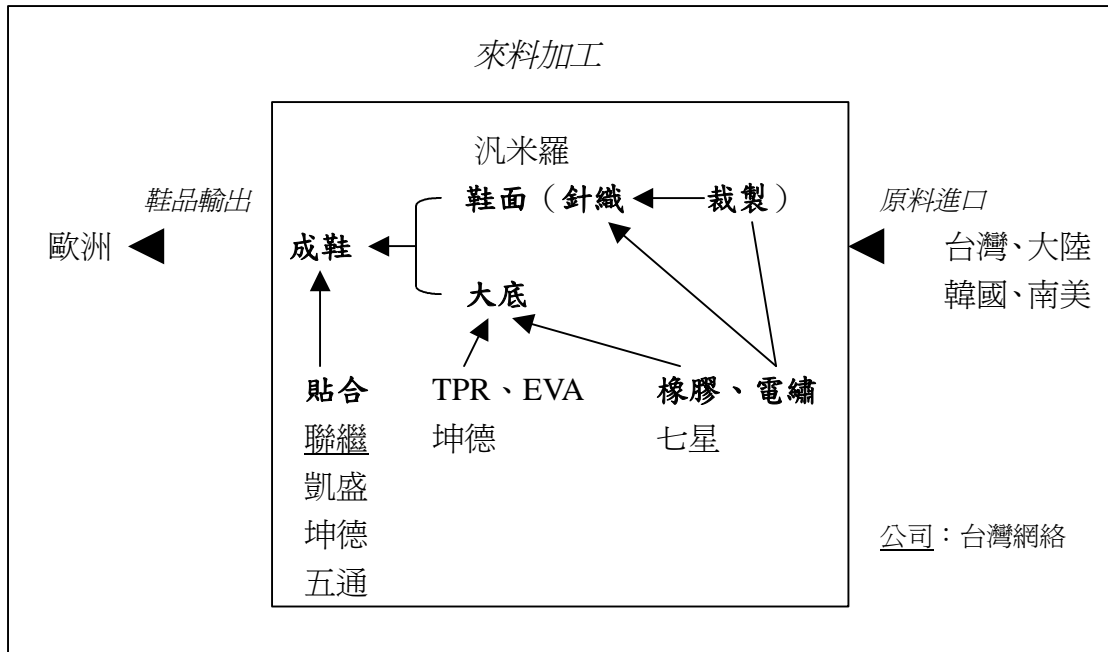 來料加工
汎米羅
鞋品輸出
鞋面（針織 裁製）
原料進口
歐洲
成鞋
台灣、大陸
大底
韓國、南美
貼合
TPR、EVA
橡膠、電繡
聯繼
坤德
七星
凱盛
坤德
公司：台灣網絡
五通